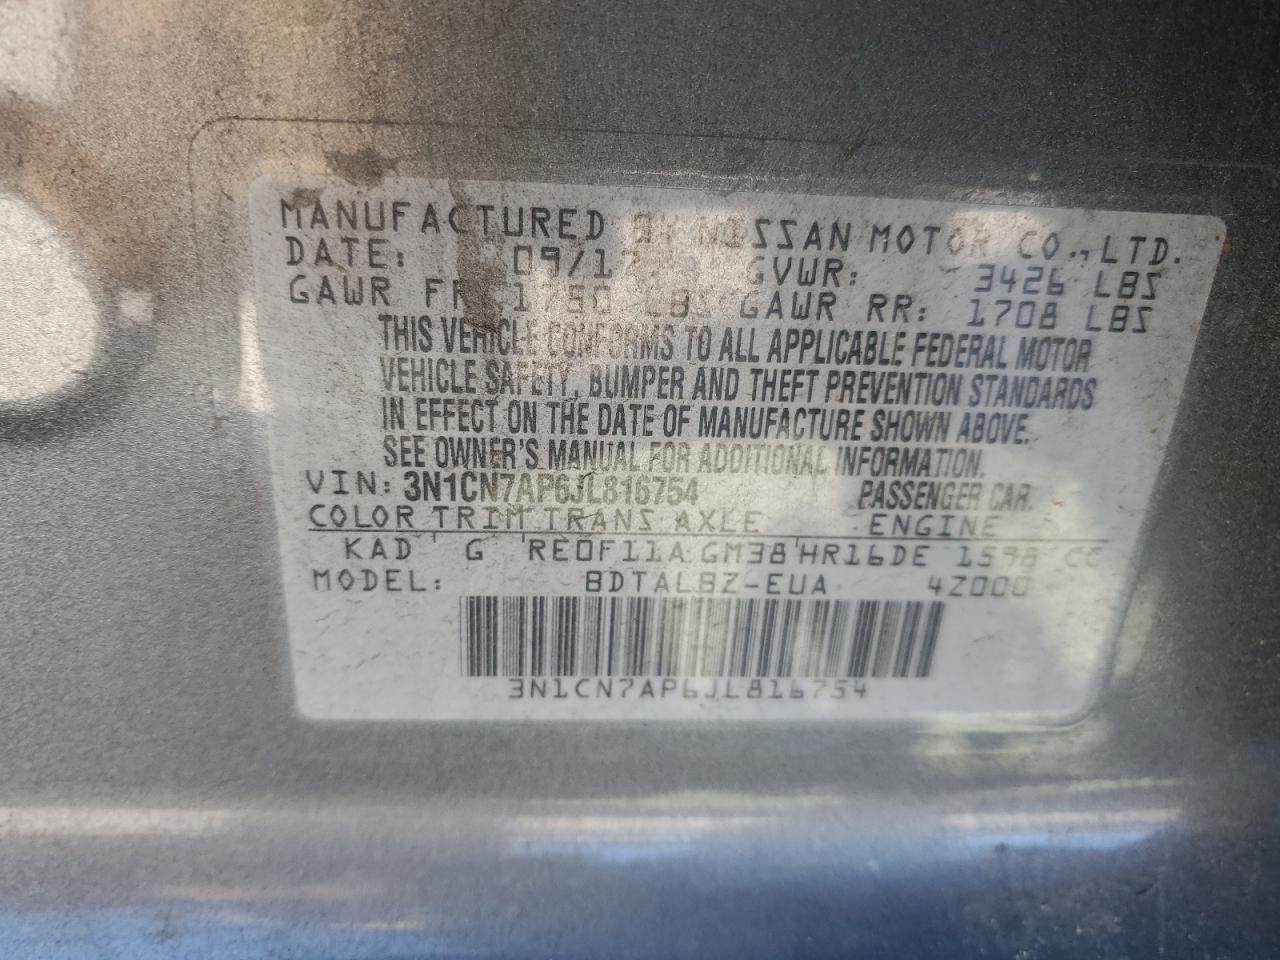 MANUFACTURED BY NISSAN MOTOR CO., LTD.
DATE: 09/17 GVWR: 3426 LBS
GAWR FR 1750 LBS GAWR RR: 1708 LBS
THIS VEHICLE CONFORMS TO ALL APPLICABLE FEDERAL MOTOR
VEHICLE SAFETY, BUMPER AND THEFT PREVENTION STANDARDS
IN EFFECT ON THE DATE OF MANUFACTURE SHOWN ABOVE.
SEE OWNER'S MANUAL FOR ADDITIONAL INFORMATION.
VIN: 3N1CN7AP6JL816754 PASSENGER CAR.
COLOR TRIM TRANS AXLE ENGINE
KAD G RE0F11A GM38 HR16DE 1598 CC
MODEL: BDTALBZ-EUA 4Z000
3N1CN7AP6JL816754